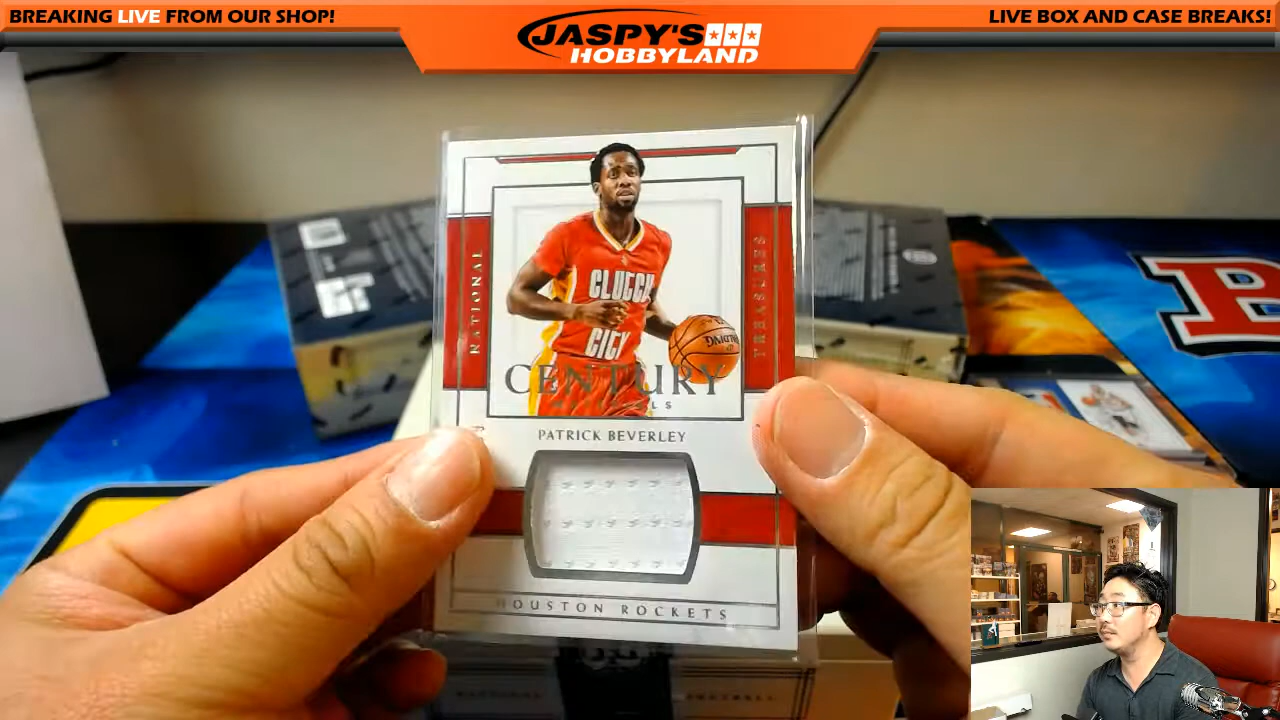 BREAKING LIVE FROM OUR SHOP!
JASPY'S
HOBBYLAND
LIVE BOX AND CASE BREAKS!
NATIONAL
TREASURES
CLUTCH
CITY
CENTURY
PATRICK BEVERLEY
HOUSTON ROCKETS